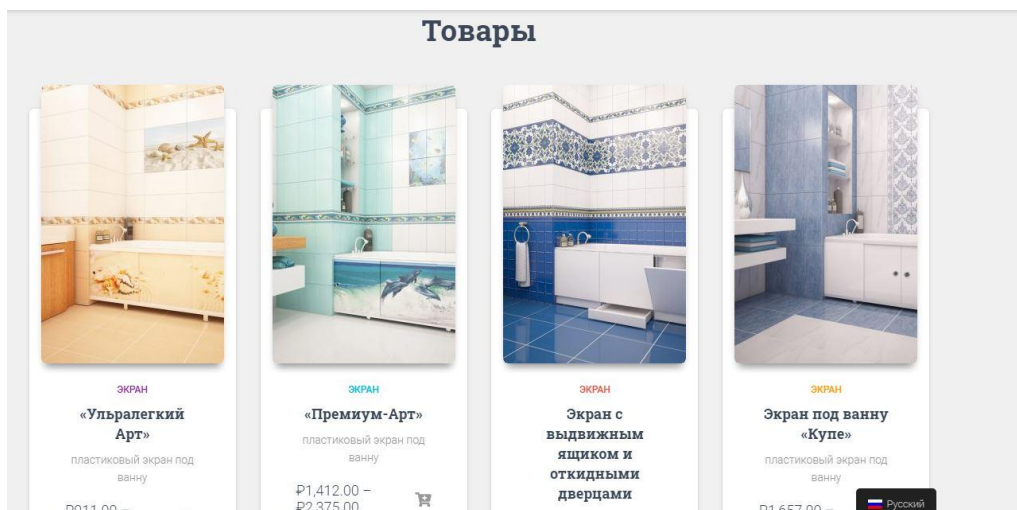 Товары
ЭКРАН
«Ульралегкий
Арт»
пластиковый экран под
ванну
₽911.00 –
ЭКРАН
«Премиум-Арт»
пластиковый экран под
ванну
₽1,412.00 –
₽2,375.00
ЭКРАН
Экран с
выдвижным
ящиком и
откидными
дверцами
ЭКРАН
Экран под ванну
«Купе»
пластиковый экран под
ванну
₽1,657.00 –
Русский